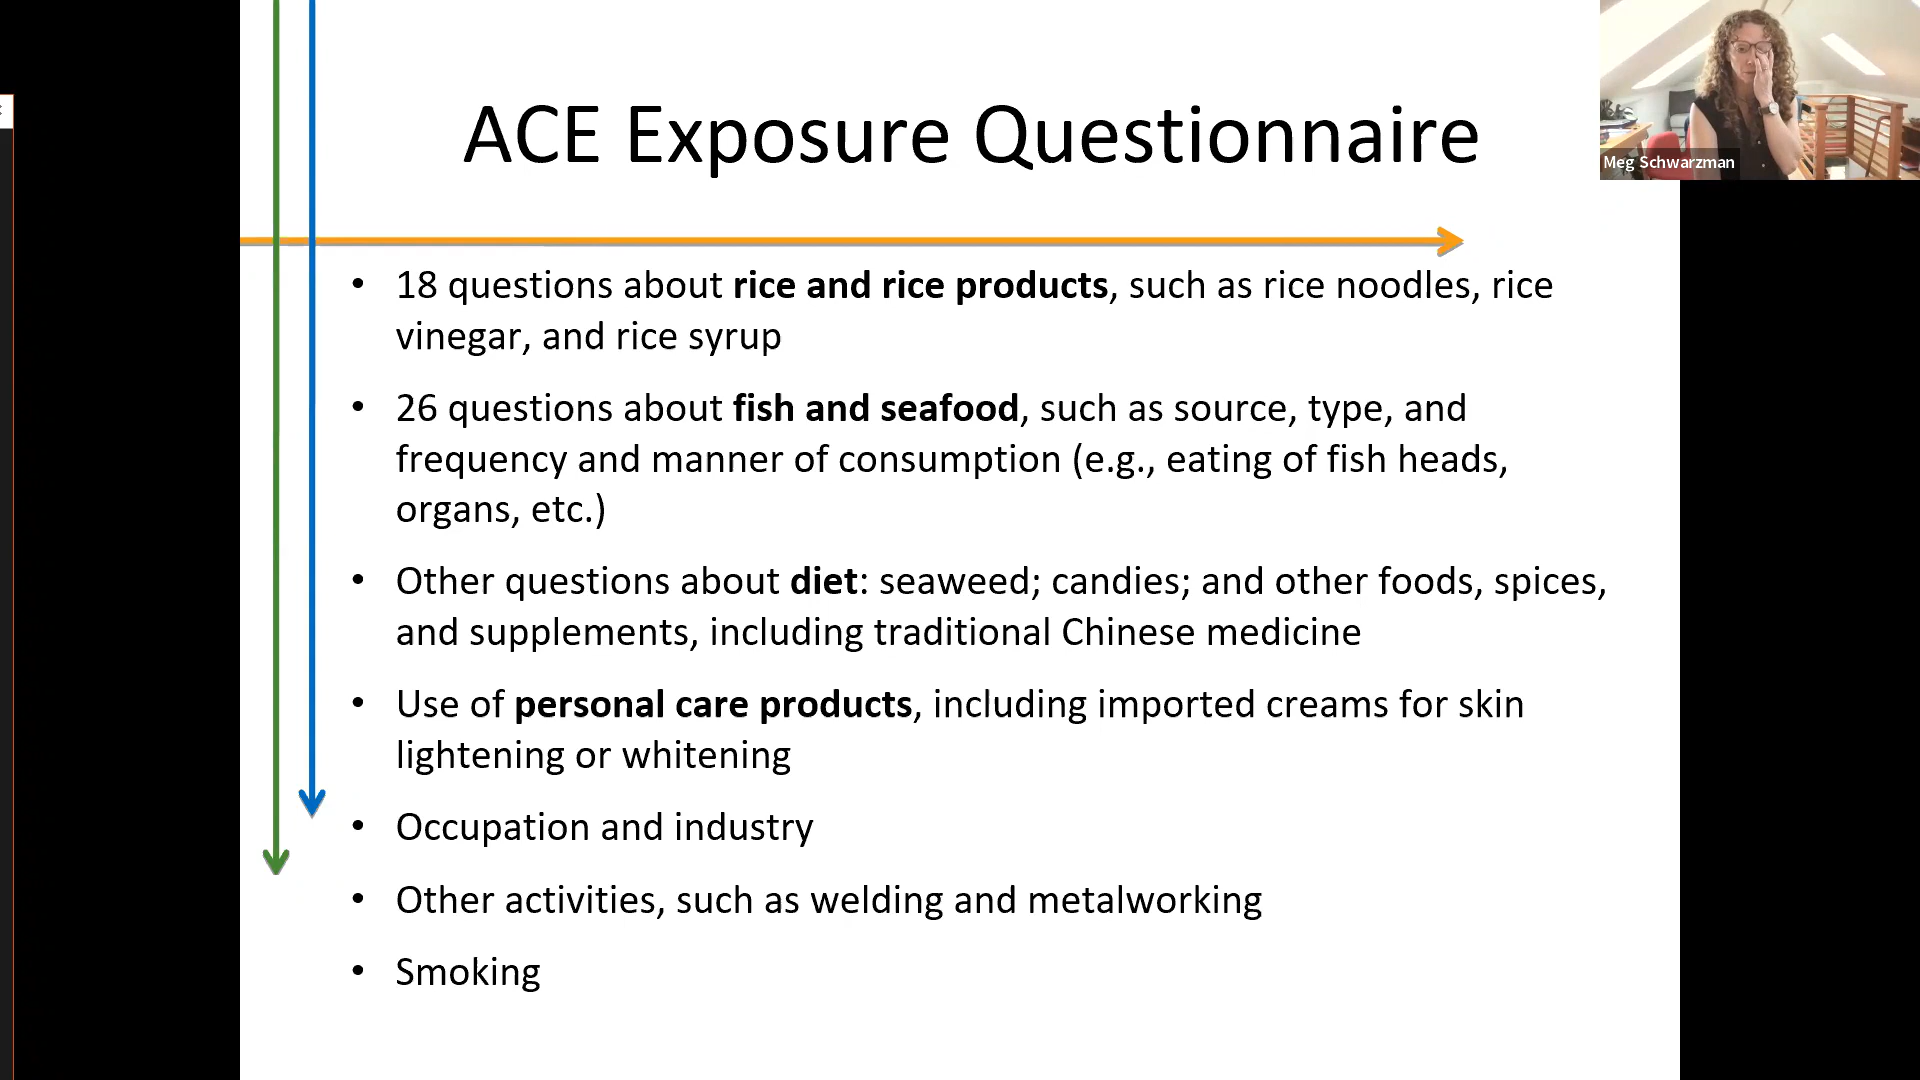 ACE Exposure Questionnaire
Meg Schwarzman
• 18 questions about rice and rice products, such as rice noodles, rice
vinegar, and rice syrup
• 26 questions about fish and seafood, such as source, type, and
frequency and manner of consumption (e.g., eating of fish heads,
organs, etc.)
• Other questions about diet: seaweed; candies; and other foods, spices,
and supplements, including traditional Chinese medicine
• Use of personal care products, including imported creams for skin
lightening or whitening
• Occupation and industry
• Other activities, such as welding and metalworking
• Smoking